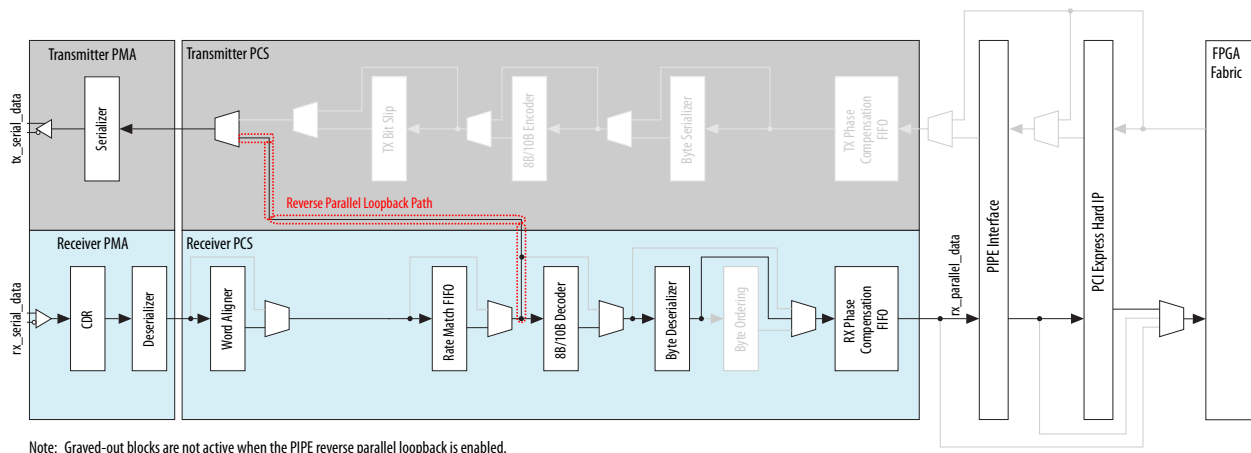 Transmitter PMA
Transmitter PCS
FPGA
Fabric
tx_serial_data
Serializer
TX Bit Slip
8B/10B Encoder
Byte Serializer
TX Phase
Compensation
FIFO
PIPE Interface
PCI Express Hard IP
Reverse Parallel Loopback Path
Receiver PMA
Receiver PCS
rx_serial_data
CDR
Deserializer
Word Aligner
Rate Match FIFO
8B/10B Decoder
Byte Deserializer
Byte Ordering
RX Phase
Compensation
FIFO
rx_parallel_data
Note: Grayed-out blocks are not active when the PIPE reverse parallel loopback is enabled.